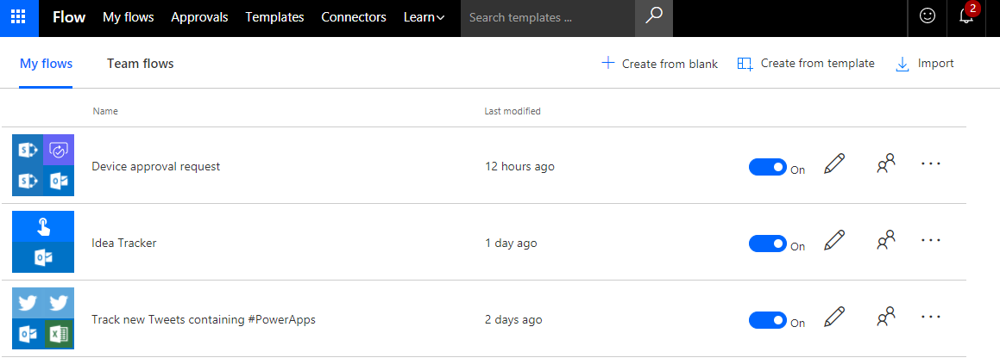 Flow My flows Approvals Templates Connectors Learn Search templates ... 2
My flows Team flows Create from blank Create from template Import
Name Last modified
Device approval request 12 hours ago On
Idea Tracker 1 day ago On
Track new Tweets containing #PowerApps 2 days ago On